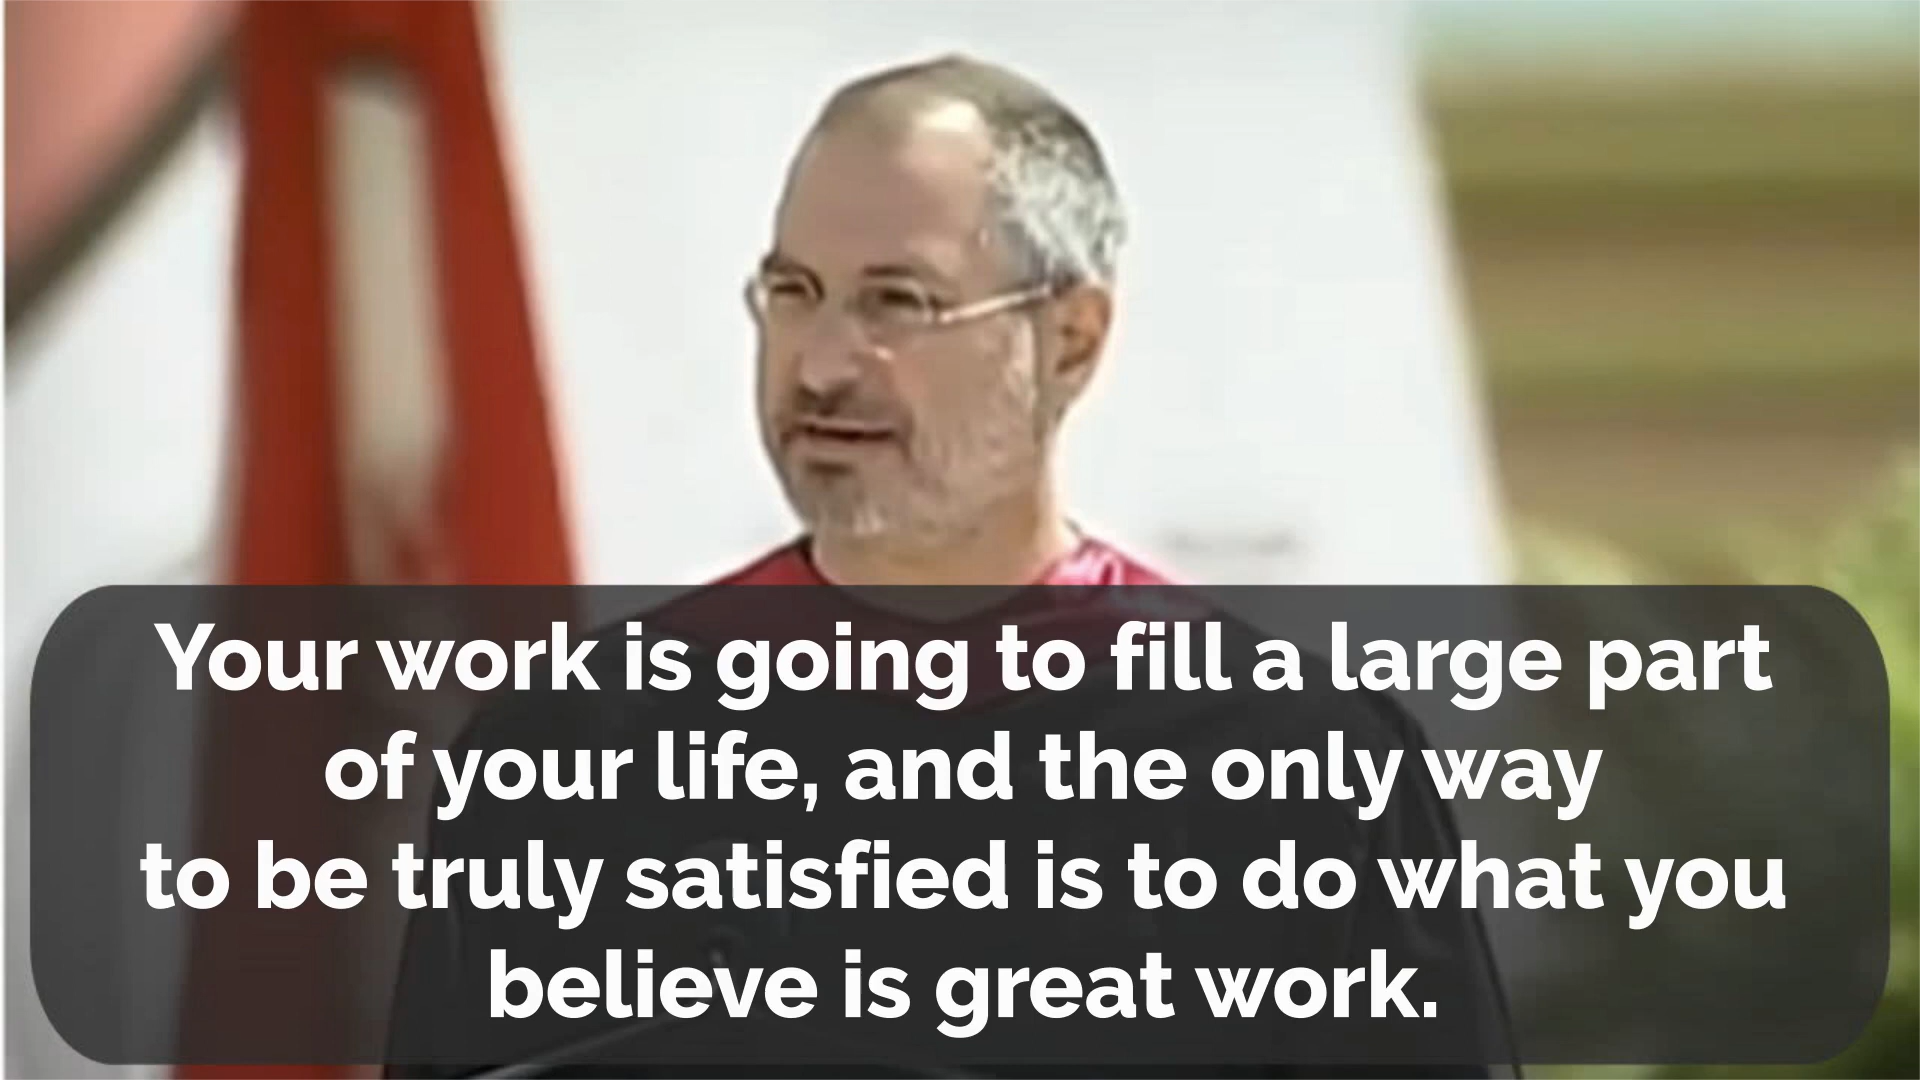 Your work is going to fill a large part
of your life, and the only way
to be truly satisfied is to do what you
believe is great work.